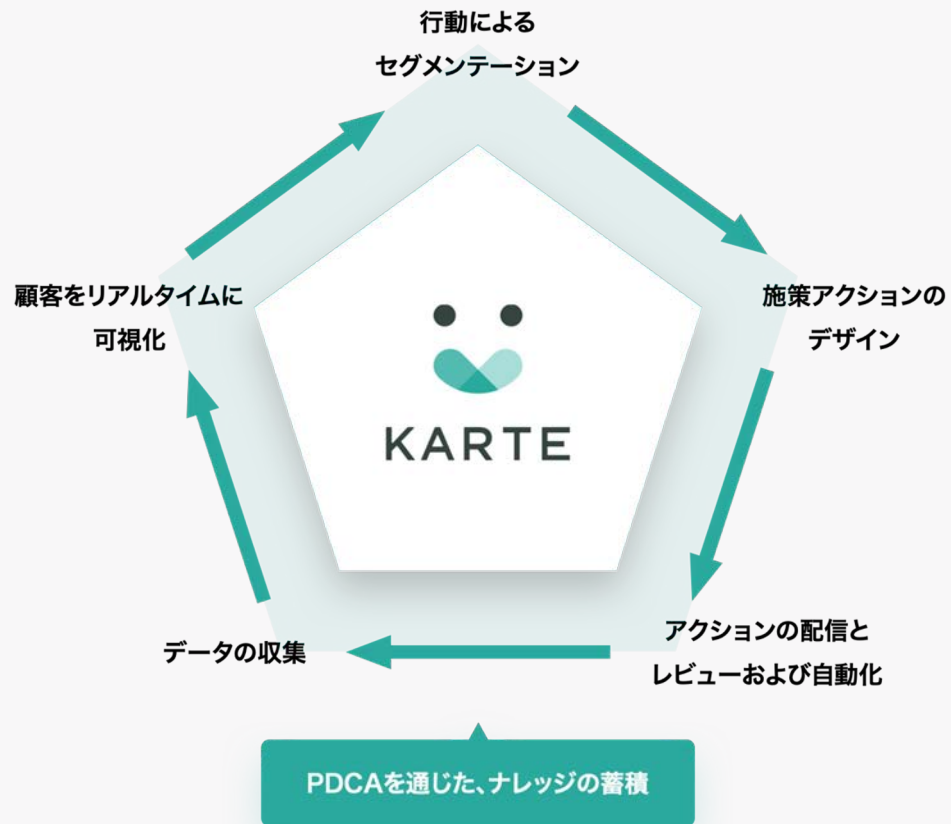 行動による
セグメンテーション
顧客をリアルタイムに
可視化
施策アクションの
デザイン
KARTE
データの収集
アクションの配信と
レビューおよび自動化
PDCAを通じた、ナレッジの蓄積